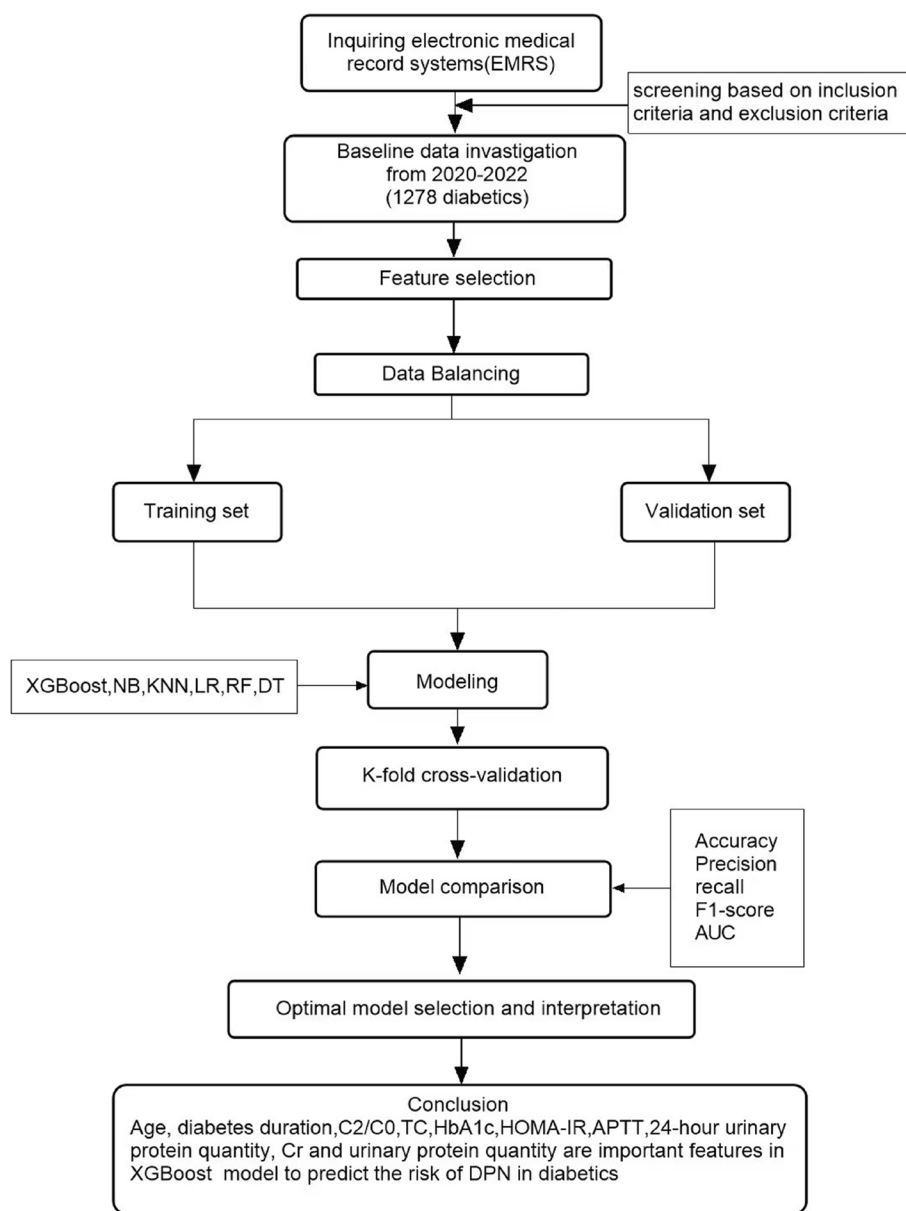 Inquiring electronic medical
record systems(EMRS)
screening based on inclusion
criteria and exclusion criteria
Baseline data invastigation
from 2020-2022
(1278 diabetics)
Feature selection
Data Balancing
Training set
Validation set
XGBoost,NB,KNN,LR,RF,DT
Modeling
K-fold cross-validation
Accuracy
Precision
recall
F1-score
AUC
Model comparison
Optimal model selection and interpretation
Conclusion
Age, diabetes duration,C2/C0,TC,HbA1c,HOMA-IR,APTT,24-hour urinary
protein quantity, Cr and urinary protein quantity are important features in
XGBoost model to predict the risk of DPN in diabetics